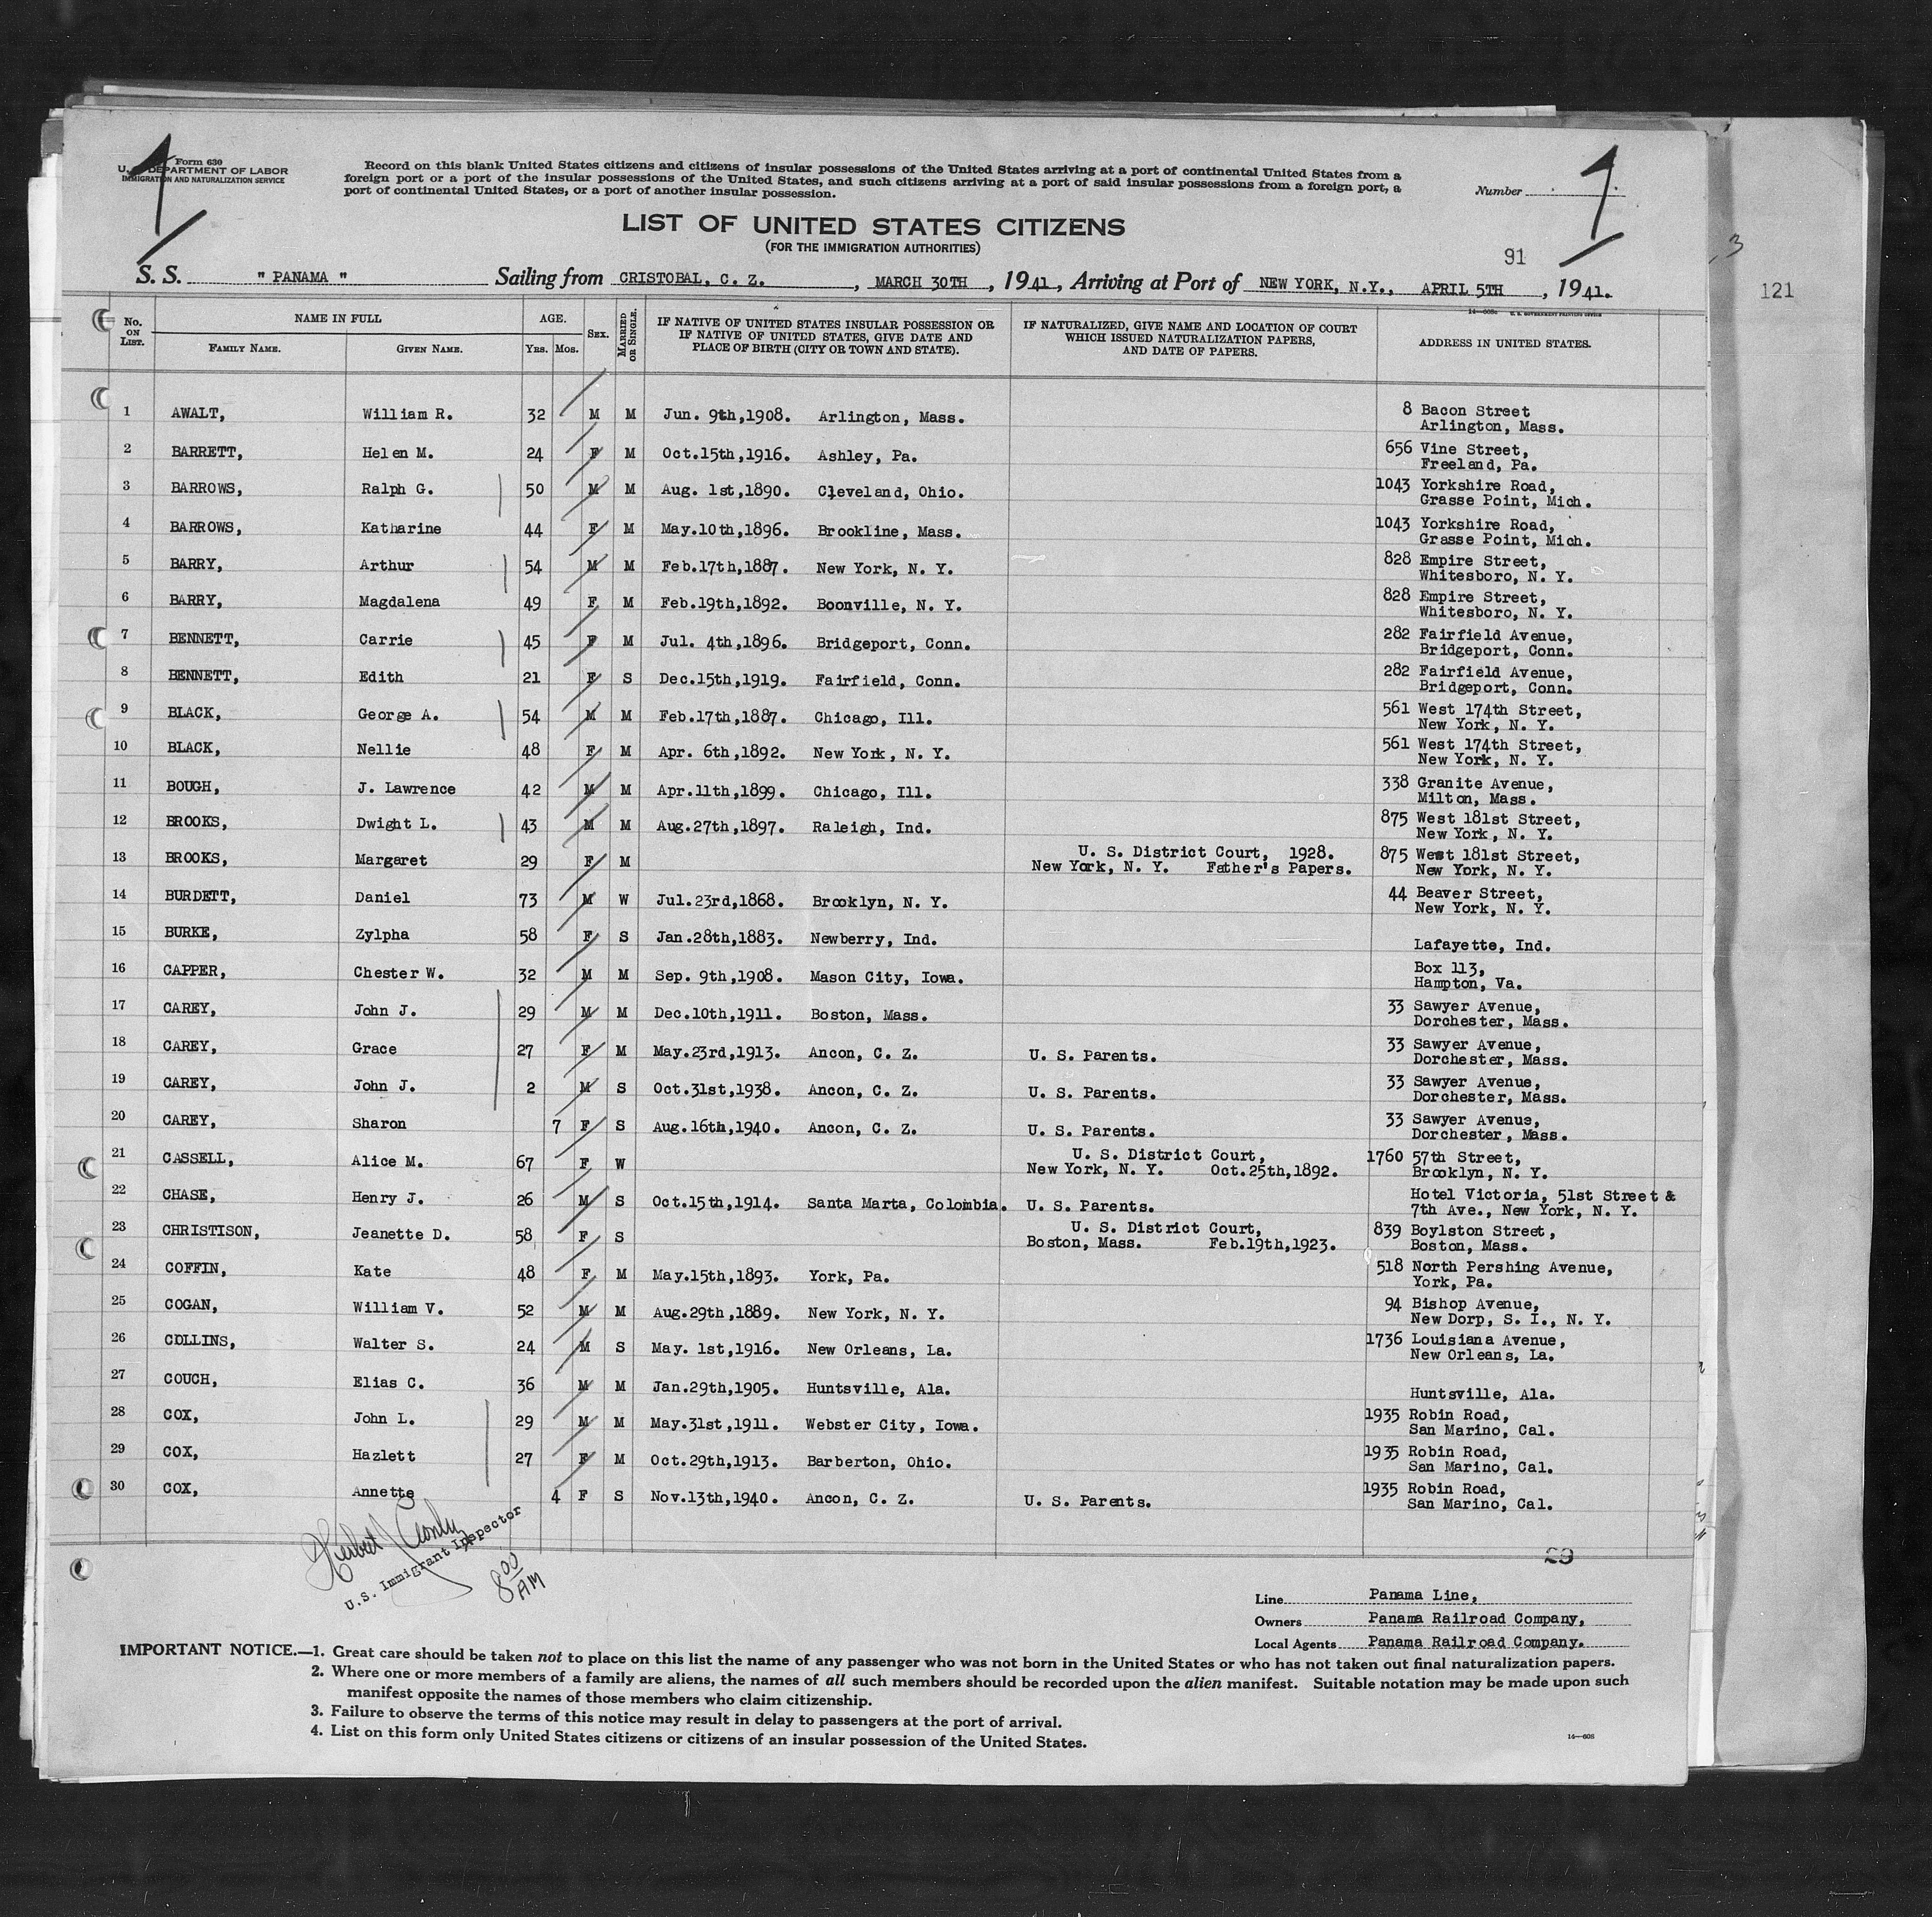 Form 630
U. S. DEPARTMENT OF LABOR
IMMIGRATION AND NATURALIZATION SERVICE
Record on this blank United States citizens and citizens of insular possessions of the United States arriving at a port of continental United States from a
foreign port or a port of the insular possessions of the United States, and such citizens arriving at a port of said insular possessions from a foreign port, a
port of continental United States, or a port of another insular possession.
Number
1
1
LIST OF UNITED STATES CITIZENS
(FOR THE IMMIGRATION AUTHORITIES)
91
3
121
S. S. " PANAMA " Sailing from CRISTOBAL, C. Z. , MARCH 30TH , 1941, Arriving at Port of NEW YORK, N.Y., APRIL 5TH , 1941.
U. S. GOVERNMENT PRINTING OFFICE
No. ON LIST. NAME IN FULL FAMILY NAME. GIVEN NAME. AGE. Yrs. Mos. SEX. MARRIED OR SINGLE. IF NATIVE OF UNITED STATES INSULAR POSSESSION OR IF NATIVE OF UNITED STATES, GIVE DATE AND PLACE OF BIRTH (CITY OR TOWN AND STATE). IF NATURALIZED, GIVE NAME AND LOCATION OF COURT WHICH ISSUED NATURALIZATION PAPERS, AND DATE OF PAPERS. ADDRESS IN UNITED STATES.
1 AWALT, William R. 32 M M Jun. 9th,1908. Arlington, Mass. 8 Bacon Street
Arlington, Mass.
2 BARRETT, Helen M. 24 F M Oct.15th,1916. Ashley, Pa. 656 Vine Street,
Freeland, Pa.
3 BARROWS, Ralph G. 50 M M Aug. 1st,1890. Cleveland, Ohio. 1043 Yorkshire Road,
Grasse Point, Mich.
4 BARROWS, Katharine 44 F M May.10th,1896. Brookline, Mass. 1043 Yorkshire Road,
Grasse Point, Mich.
5 BARRY, Arthur 54 M M Feb.17th,1887. New York, N. Y. 828 Empire Street,
Whitesboro, N. Y.
6 BARRY, Magdalena 49 F M Feb.19th,1892. Boonville, N. Y. 828 Empire Street,
Whitesboro, N. Y.
7 BENNETT, Carrie 45 F M Jul. 4th,1896. Bridgeport, Conn. 282 Fairfield Avenue,
Bridgeport, Conn.
8 BENNETT, Edith 21 F S Dec.15th,1919. Fairfield, Conn. 282 Fairfield Avenue,
Bridgeport, Conn.
9 BLACK, George A. 54 M M Feb.17th,1887. Chicago, Ill. 561 West 174th Street,
New York, N. Y.
10 BLACK, Nellie 48 F M Apr. 6th,1892. New York, N. Y. 561 West 174th Street,
New York, N. Y.
11 BOUGH, J. Lawrence 42 M M Apr.11th,1899. Chicago, Ill. 338 Granite Avenue,
Milton, Mass.
12 BROOKS, Dwight L. 43 M M Aug.27th,1897. Raleigh, Ind. 875 West 181st Street,
New York, N. Y.
13 BROOKS, Margaret 29 F M U. S. District Court, 1928. 875 West 181st Street,
New York, N. Y. Father's Papers. New York, N. Y.
14 BURDETT, Daniel 73 M W Jul.23rd,1868. Brooklyn, N. Y. 44 Beaver Street,
New York, N. Y.
15 BURKE, Zylpha 58 F S Jan.28th,1883. Newberry, Ind.
Lafayette, Ind.
16 CAPPER, Chester W. 32 M M Sep. 9th,1908. Mason City, Iowa. Box 113,
Hampton, Va.
17 CAREY, John J. 29 M M Dec.10th,1911. Boston, Mass. 33 Sawyer Avenue,
Dorchester, Mass.
18 CAREY, Grace 27 F M May.23rd,1913. Ancon, C. Z. U. S. Parents. 33 Sawyer Avenue,
Dorchester, Mass.
19 CAREY, John J. 2 M S Oct.31st,1938. Ancon, C. Z. U. S. Parents. 33 Sawyer Avenue,
Dorchester, Mass.
20 CAREY, Sharon 7 F S Aug.16th,1940. Ancon, C. Z. U. S. Parents. 33 Sawyer Avenue,
Dorchester, Mass.
21 CASSELL, Alice M. 67 F W U. S. District Court, 1760 57th Street,
New York, N. Y. Oct.25th,1892. Brooklyn, N. Y.
22 CHASE, Henry J. 26 M S Oct.15th,1914. Santa Marta, Colombia. U. S. Parents. Hotel Victoria, 51st Street &
7th Ave., New York, N. Y.
23 CHRISTISON, Jeanette D. 58 F S U. S. District Court, 839 Boylston Street,
Boston, Mass. Feb.19th,1923. Boston, Mass.
24 COFFIN, Kate 48 F M May.15th,1893. York, Pa. 518 North Pershing Avenue,
York, Pa.
25 COGAN, William V. 52 M M Aug.29th,1889. New York, N. Y. 94 Bishop Avenue,
New Dorp, S. I., N. Y.
26 COLLINS, Walter S. 24 M S May. 1st,1916. New Orleans, La. 1736 Louisiana Avenue,
New Orleans, La.
27 COUCH, Elias C. 36 M M Jan.29th,1905. Huntsville, Ala.
Huntsville, Ala.
28 COX, John L. 29 M M May.31st,1911. Webster City, Iowa. 1935 Robin Road,
San Marino, Cal.
29 COX, Hazlett 27 F M Oct.29th,1913. Barberton, Ohio. 1935 Robin Road,
San Marino, Cal.
30 COX, Annette 4 F S Nov.13th,1940. Ancon, C. Z. U. S. Parents. 1935 Robin Road,
San Marino, Cal.
Herbert
U.S. Immigrant Inspector
8 00 AM
29
Line Panama Line,
Owners Panama Railroad Company,
Local Agents Panama Railroad Company.
IMPORTANT NOTICE.—1. Great care should be taken not to place on this list the name of any passenger who was not born in the United States or who has not taken out final naturalization papers.
2. Where one or more members of a family are aliens, the names of all such members should be recorded upon the alien manifest. Suitable notation may be made upon such
manifest opposite the names of those members who claim citizenship.
3. Failure to observe the terms of this notice may result in delay to passengers at the port of arrival.
4. List on this form only United States citizens or citizens of an insular possession of the United States.
14—608